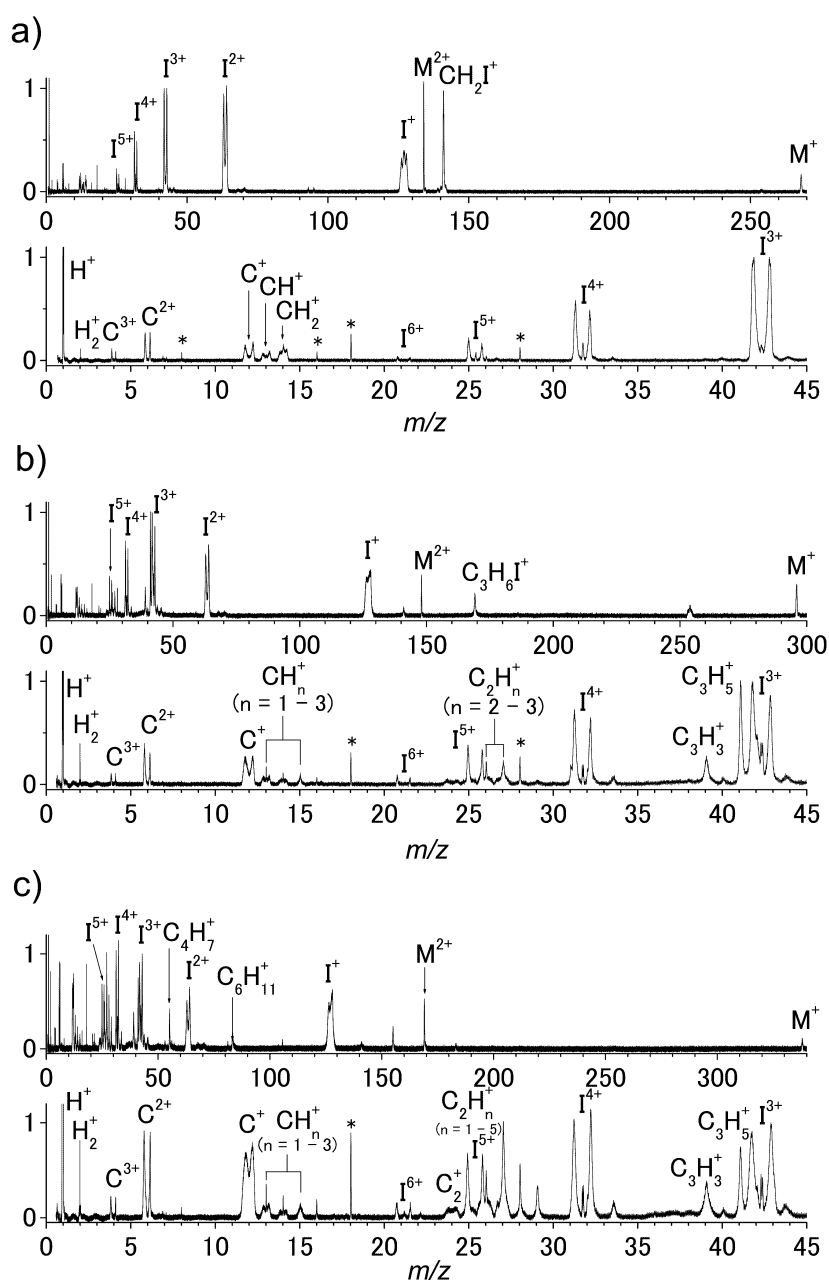 a)
I³⁺ I²⁺ M²⁺ CH₂I⁺
I⁴⁺
I⁵⁺ I⁺ M⁺
1
0
0 50 100 150 200 250
1
H⁺ I³⁺
C⁺ CH⁺ CH₂⁺ I⁴⁺
H₂⁺ C³⁺ C²⁺ * * * I⁶⁺ I⁵⁺ *
0
0 5 10 15 20 25 30 35 40 45
m/z
b)
I⁵⁺ I⁴⁺ I³⁺ I²⁺
I⁺ M²⁺ C₃H₆I⁺ M⁺
1
0
0 50 100 150 200 250 300
1
H⁺ CHₙ⁺ C₂Hₙ⁺ C₃H₅⁺ I³⁺
(n = 1 – 3) (n = 2 – 3) I⁴⁺
H₂⁺ C³⁺ C²⁺ C⁺ * I⁶⁺ I⁵⁺ * C₃H₃⁺
0
0 5 10 15 20 25 30 35 40 45
m/z
c)
I⁵⁺ I⁴⁺ I³⁺ C₄H₇⁺
I²⁺ C₆H₁₁⁺ I⁺ M²⁺
M⁺
1
0
0 50 100 150 200 250 300
H⁺ C₂Hₙ⁺ I⁴⁺
1
H₂⁺ C²⁺ C⁺ CHₙ⁺ * (n = 1 – 5) C₃H₅⁺ I³⁺
(n = 1 – 3) I⁵⁺
C³⁺ I⁶⁺ C₂⁺ C₃H₃⁺
0
0 5 10 15 20 25 30 35 40 45
m/z